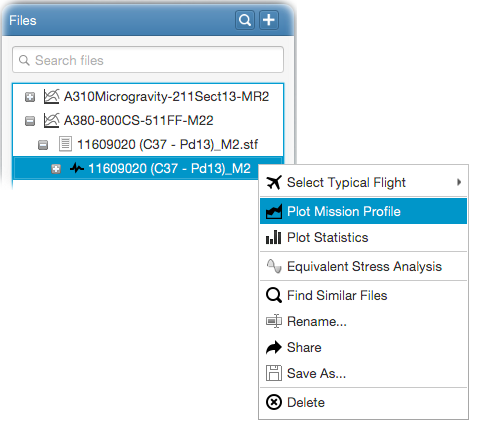 Files
Search files
A310Microgravity-211Sect13-MR2
A380-800CS-511FF-M22
11609020 (C37 - Pd13)_M2.stf
11609020 (C37 - Pd13)_M2
Select Typical Flight
Plot Mission Profile
Plot Statistics
Equivalent Stress Analysis
Find Similar Files
Rename...
Share
Save As...
Delete